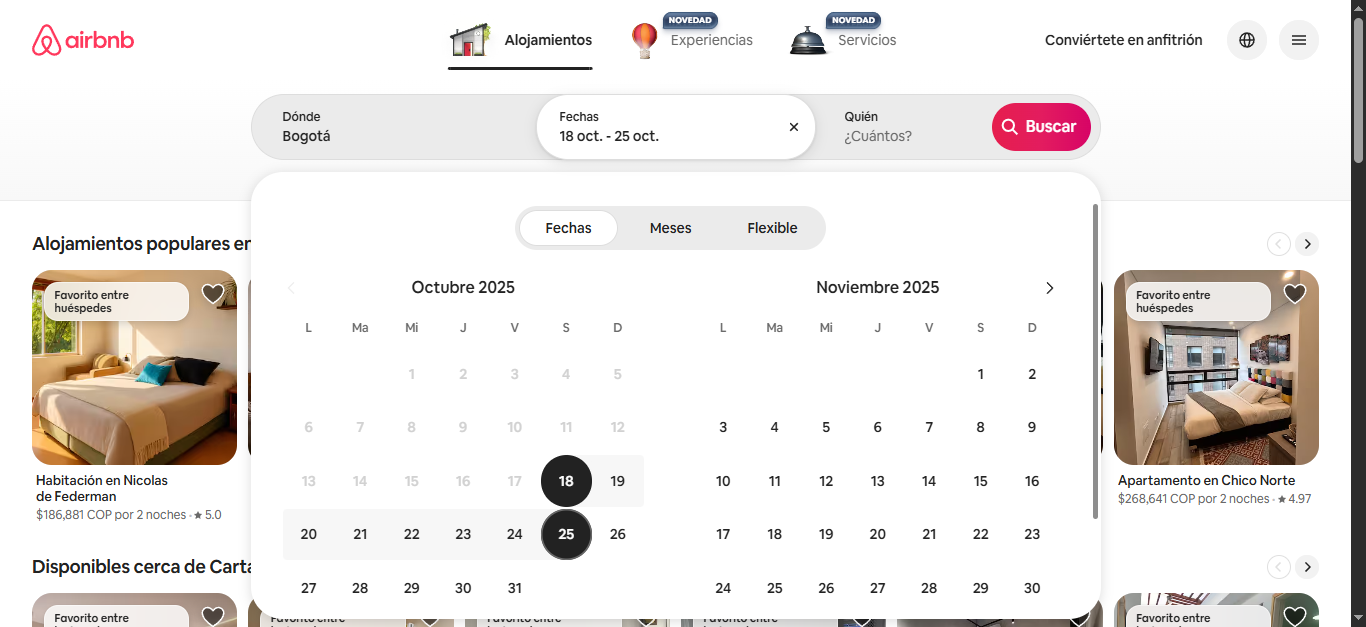 airbnb
Alojamientos
NOVEDAD
Experiencias
NOVEDAD
Servicios
Conviértete en anfitrión
Dónde
Bogotá
Fechas
18 oct. - 25 oct.
Quién
¿Cuántos?
Buscar
Fechas
Meses
Flexible
Octubre 2025
L Ma Mi J V S D
1 2 3 4 5
6 7 8 9 10 11 12
13 14 15 16 17 18 19
20 21 22 23 24 25 26
27 28 29 30 31
Noviembre 2025
L Ma Mi J V S D
1 2
3 4 5 6 7 8 9
10 11 12 13 14 15 16
17 18 19 20 21 22 23
24 25 26 27 28 29 30
Alojamientos populares en
Favorito entre
huéspedes
Habitación en Nicolas
de Federman
$186,881 COP por 2 noches · ★ 5.0
Favorito entre
huéspedes
Apartamento en Chico Norte
$268,641 COP por 2 noches · ★ 4.97
Disponibles cerca de Carta
Favorito entre
Favorito entre
Favorito entre
Favorito entre
Favorito entre